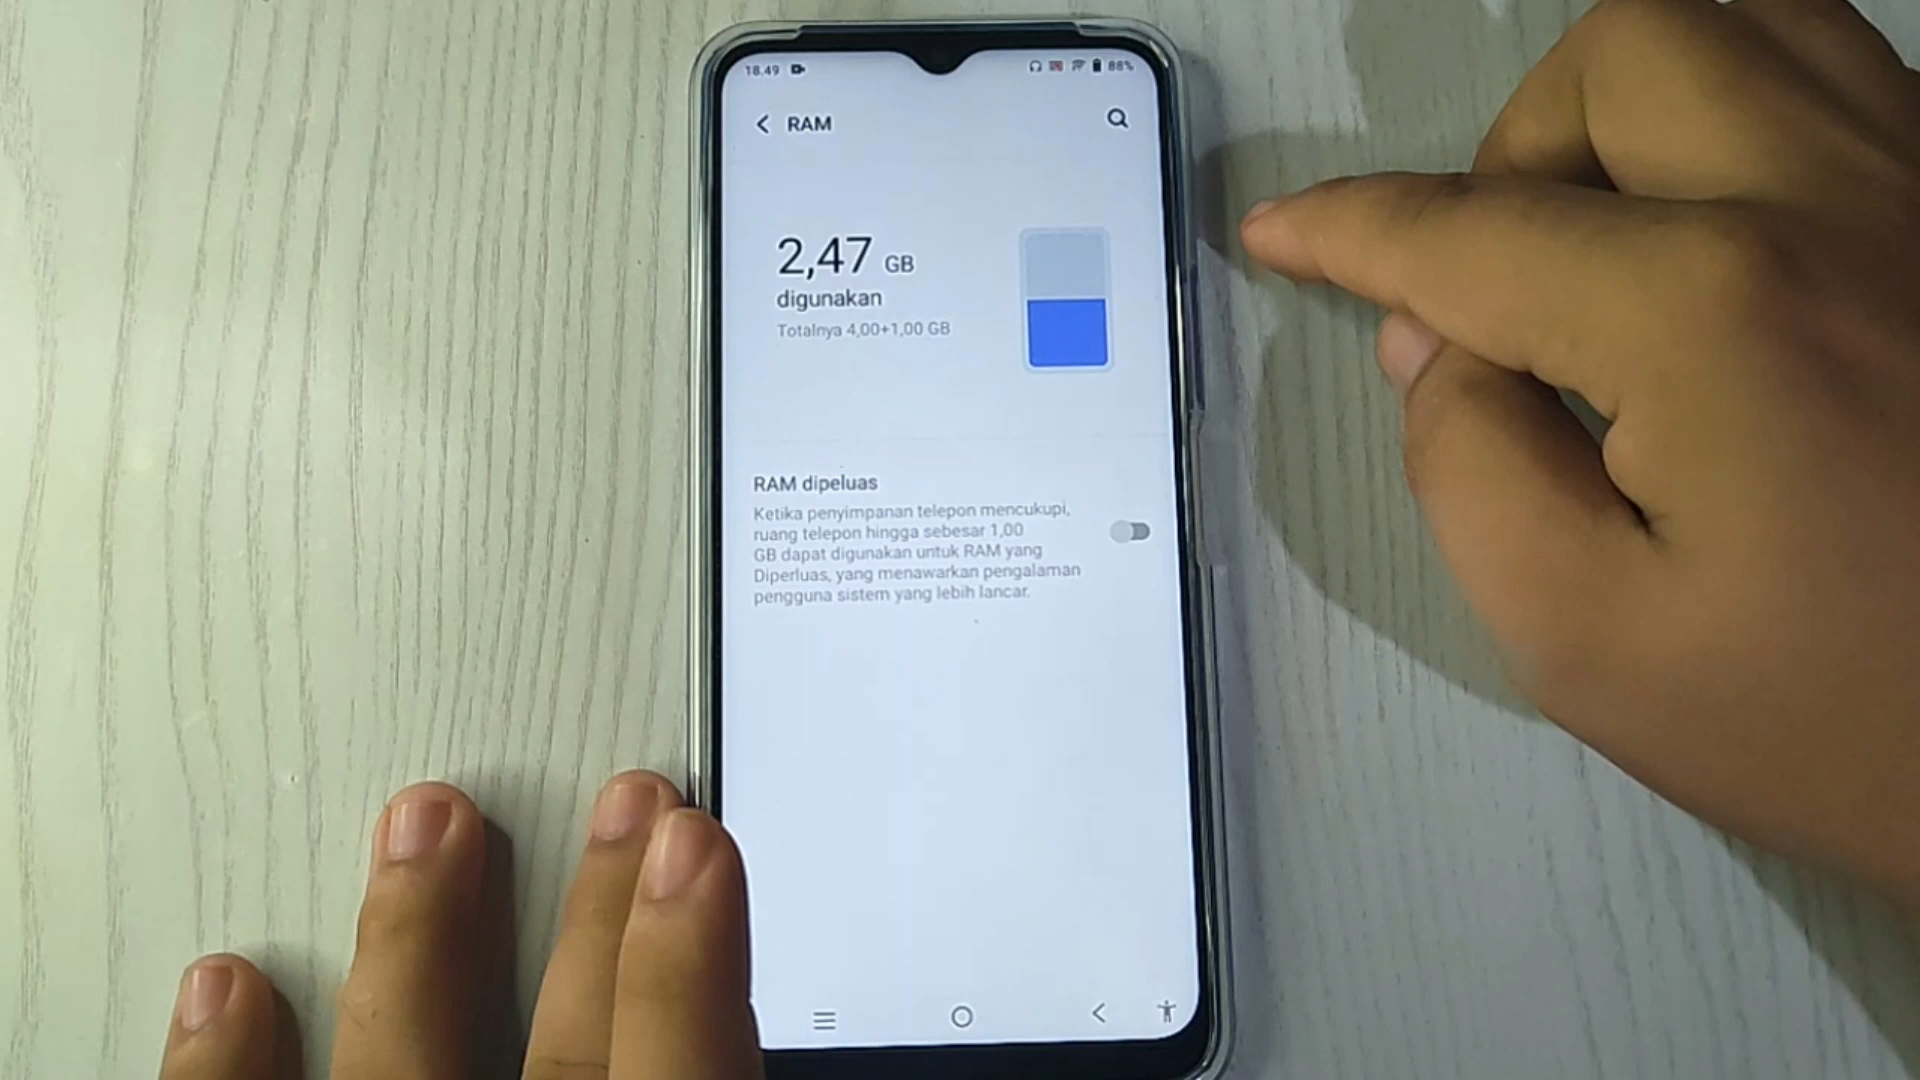 18.49 88%
RAM
2,47 GB
digunakan
Totalnya 4,00+1,00 GB
RAM dipeluas
Ketika penyimpanan telepon mencukupi,
ruang telepon hingga sebesar 1,00
GB dapat digunakan untuk RAM yang
Diperluas, yang menawarkan pengalaman
pengguna sistem yang lebih lancar.